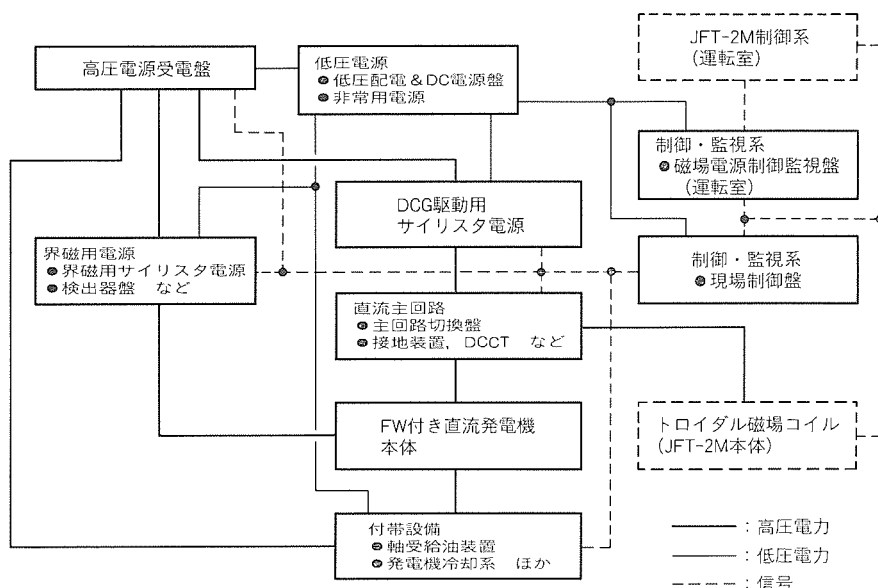 JFT-2M制御系
(運転室)
高圧電源受電盤
低圧電源
●低圧配電&DC電源盤
●非常用電源
制御・監視系
●磁場電源制御監視盤
(運転室)
DCG駆動用
サイリスタ電源
界磁用電源
●界磁用サイリスタ電源
●検出器盤 など
制御・監視系
●現場制御盤
直流主回路
●主回路切換盤
●接地装置，DCCT など
FW付き直流発電機
本体
トロイダル磁場コイル
(JFT-2M本体)
付帯設備
●軸受給油装置
●発電機冷却系 ほか
：高圧電力
：低圧電力
：信号